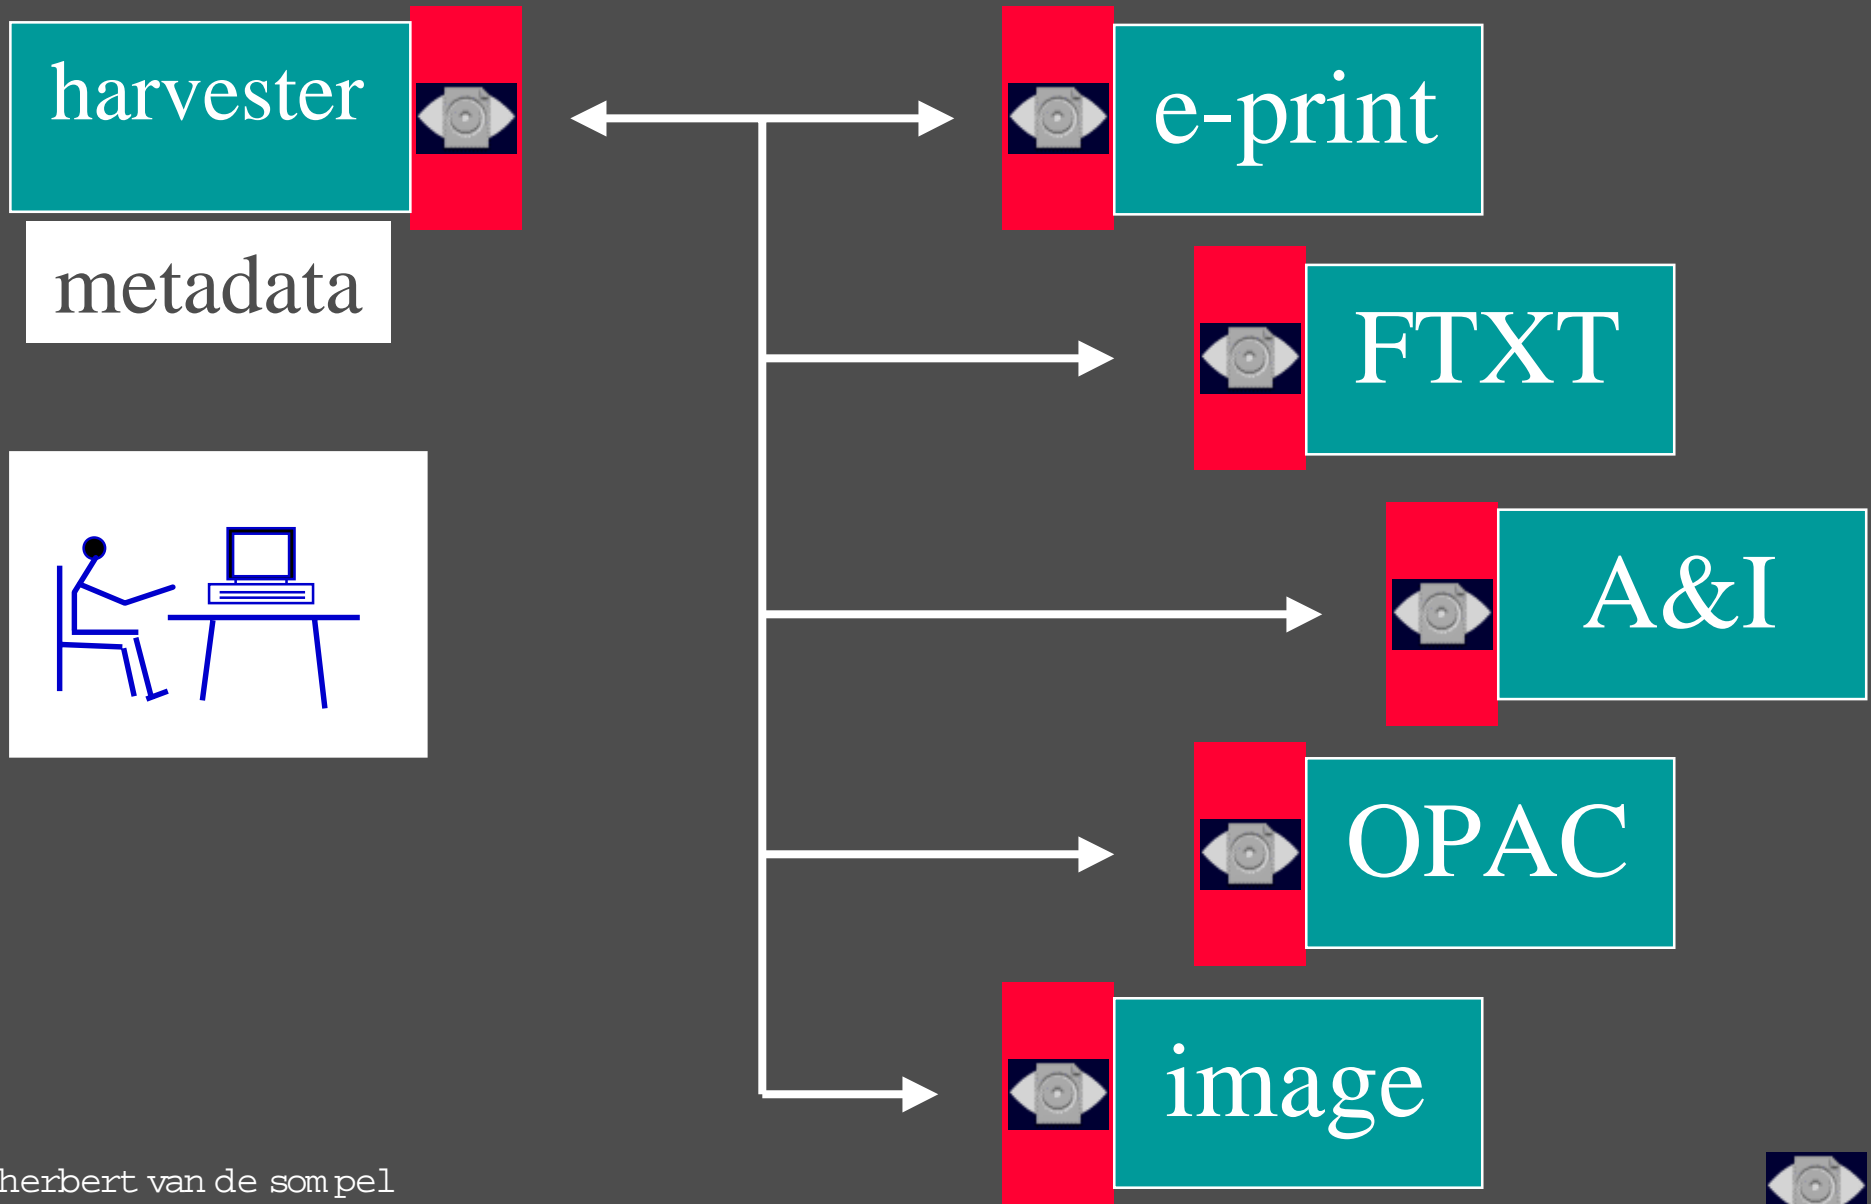 harvester
e-print
metadata
FTXT
A&I
OPAC
image
herbert van de sompel